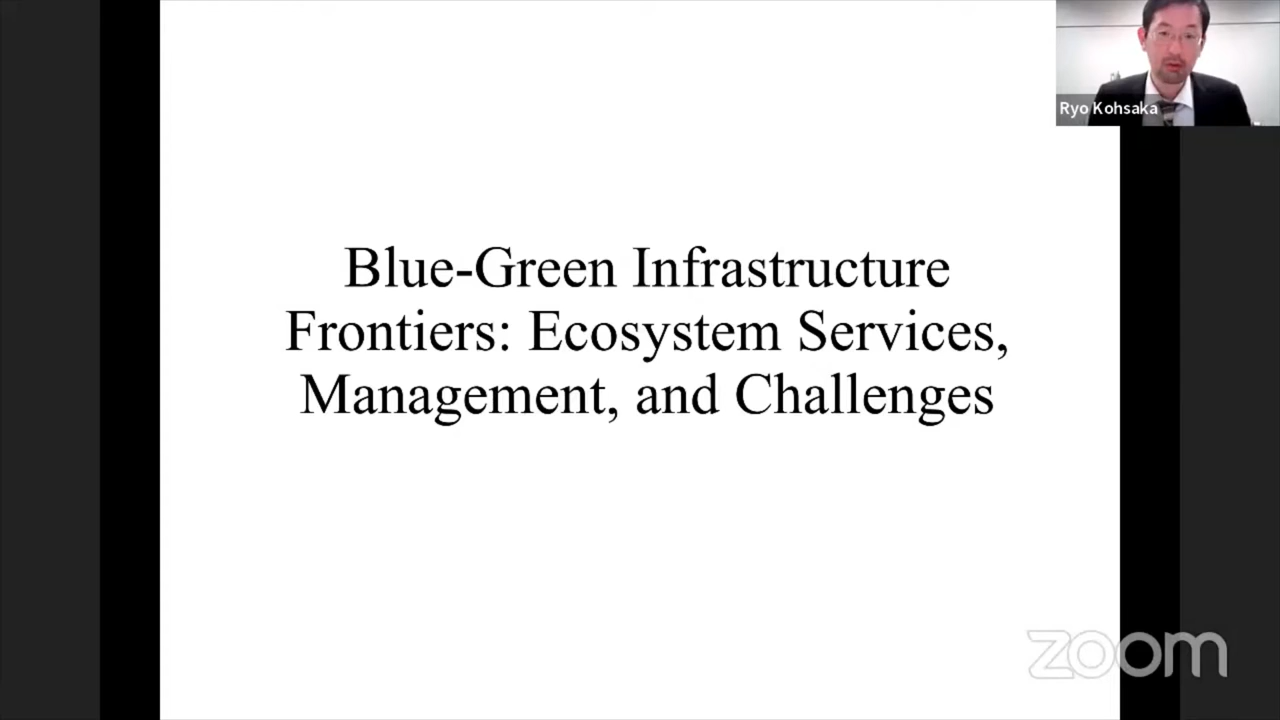 Ryo Kohsaka
Blue-Green Infrastructure
Frontiers: Ecosystem Services,
Management, and Challenges
zoom